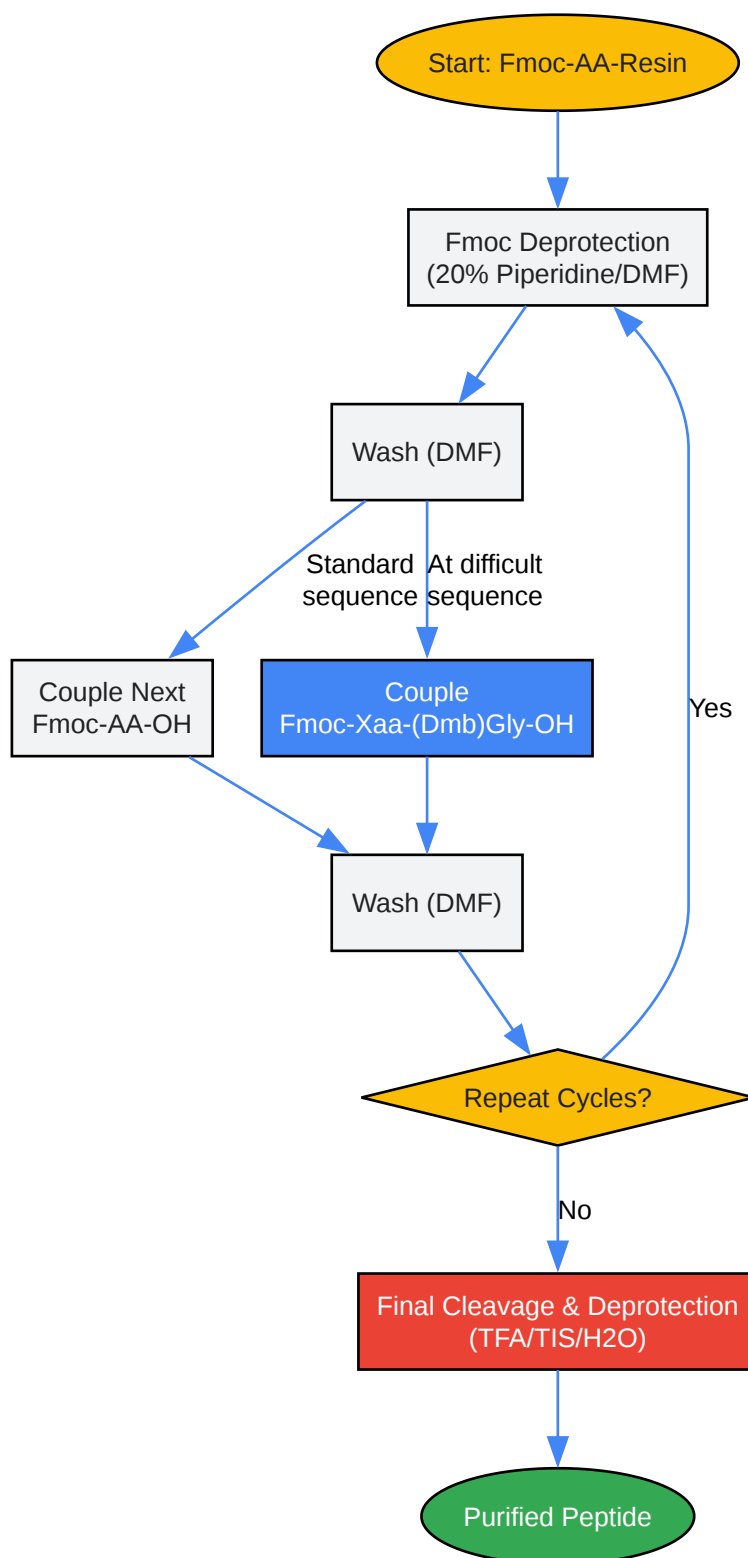 Start: Fmoc-AA-Resin
Fmoc Deprotection
(20% Piperidine/DMF)
Wash (DMF)
Standard
sequence
At difficult
sequence
Couple Next
Fmoc-AA-OH
Couple
Fmoc-Xaa-(Dmb)Gly-OH
Yes
Wash (DMF)
Repeat Cycles?
No
Final Cleavage & Deprotection
(TFA/TIS/H2O)
Purified Peptide